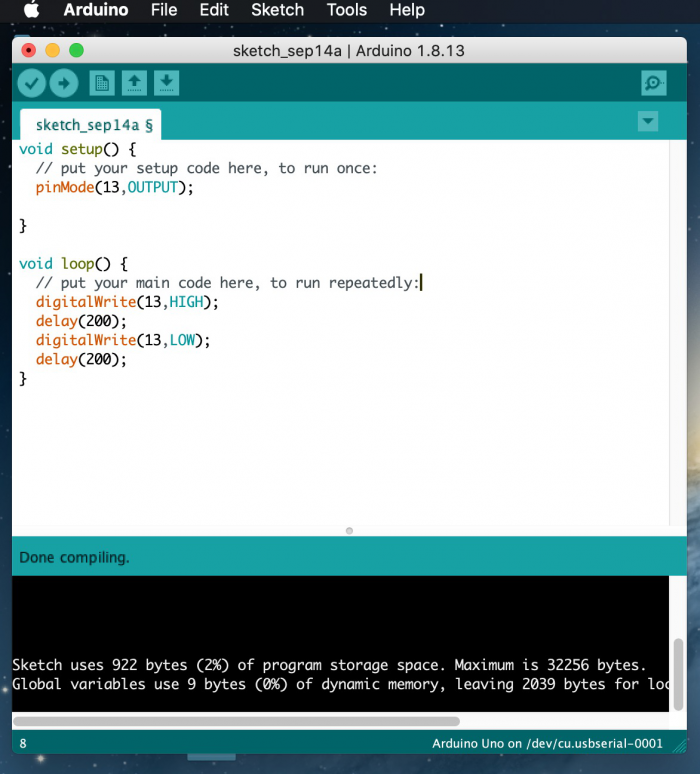 Arduino File Edit Sketch Tools Help
sketch_sep14a | Arduino 1.8.13
sketch_sep14a §
void setup() {
// put your setup code here, to run once:
pinMode(13,OUTPUT);
}
void loop() {
// put your main code here, to run repeatedly:
digitalWrite(13,HIGH);
delay(200);
digitalWrite(13,LOW);
delay(200);
}
Done compiling.
Sketch uses 922 bytes (2%) of program storage space. Maximum is 32256 bytes.
Global variables use 9 bytes (0%) of dynamic memory, leaving 2039 bytes for loc
8 Arduino Uno on /dev/cu.usbserial-0001